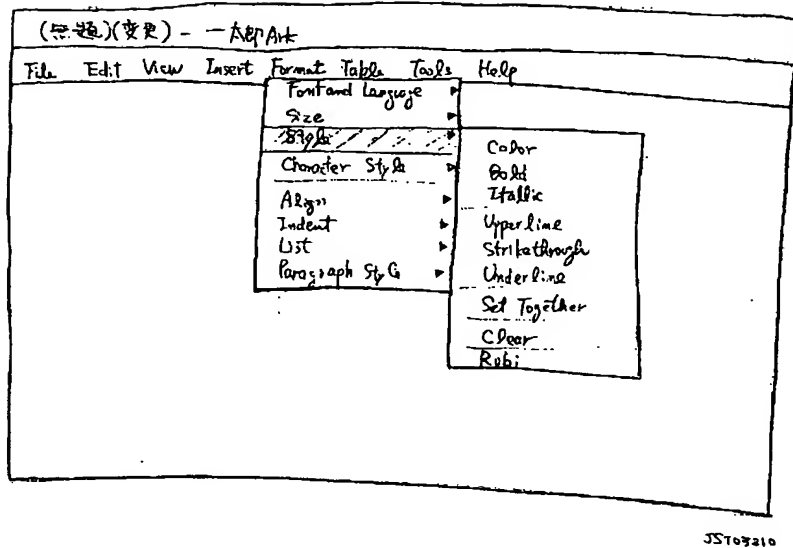 (無題)(変更) - 一太郎Ark
File Edit View Insert Format Table Tools Help
Font and Language
Size
Style
Character Style
Align
Indent
List
Paragraph Style
Color
Bold
Itallic
Upperline
Strikethrough
Underline
Set Together
Clear
Rubi
JST03210